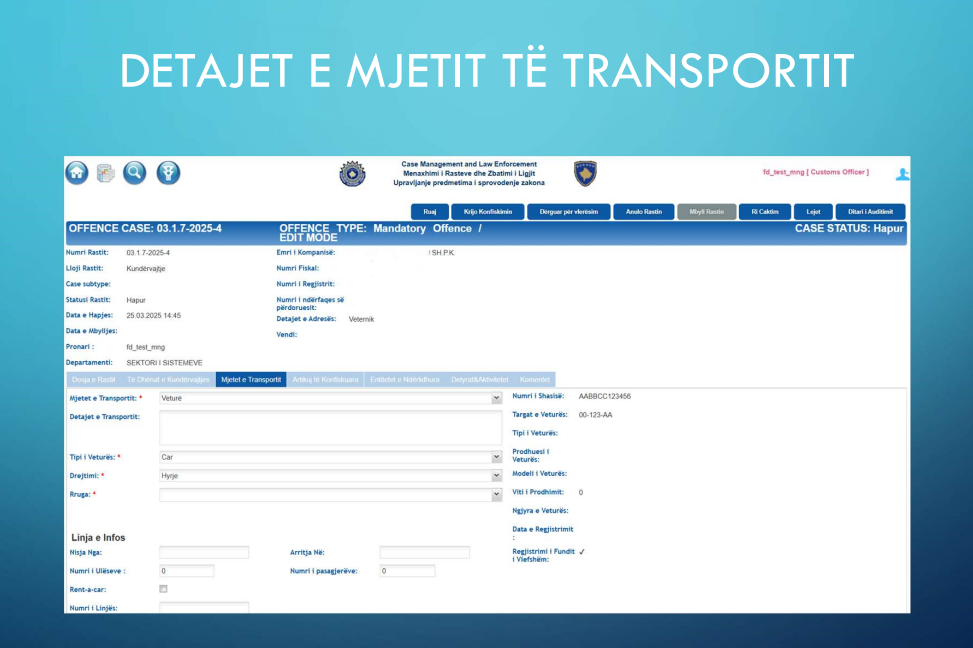 DETAJET E MJETIT TË TRANSPORTIT
Case Management and Law Enforcement
Menaxhimi i Rasteve dhe Zbatimi i Ligjit
Upravljanje predmetima i sprovodenje zakona
fd_test_mng [ Customs Officer ]
Ruaj Krijo Konfiskimin Dërguar për vlerësim Anulo Rastin Mbyll Rastin Ri Caktim Lejet Ditari i Auditimit
OFFENCE CASE: 03.1.7-2025-4 OFFENCE TYPE: Mandatory Offence / EDIT MODE CASE STATUS: Hapur
Numri Rastit: 03.1.7-2025-4 Emri i Kompanisë: SH.P.K.
Lloji Rastit: Kundërvajtje Numri Fiskal:
Case subtype: Numri i Regjistrit:
Statusi Rastit: Hapur Numri i ndërfaqes së përdoruesit:
Data e Hapjes: 25.03.2025 14:45 Detajet e Adresës: Veternik
Data e Mbylljes: Vendi:
Pronari : fd_test_mng
Departamenti: SEKTORI I SISTEMEVE
Dosja e Rastit Të Dhënat e Kundërvajtjes Mjetet e Transportit Artikuj të Konfiskuara Entitetet e Ndërlidhura Detyrat&Aktivitetet Komentet
Mjetet e Transportit: * Veturë Numri i Shasisë: AABBCC123456
Detajet e Transportit: Targat e Veturës: 00-123-AA
Tipi i Veturës:
Tipi i Veturës: * Car Prodhuesi i Veturës:
Drejtimi: * Hyrje Modeli i Veturës:
Rruga: * Viti i Prodhimit: 0
Ngjyra e Veturës:
Data e Regjistrimit :
Linja e Infos
Nisja Nga: Arritja Në: Regjistrimi i Fundit i Vlefshëm: ✓
Numri i Ulëseve : 0 Numri i pasagjerëve: 0
Rent-a-car:
Numri i Linjës: